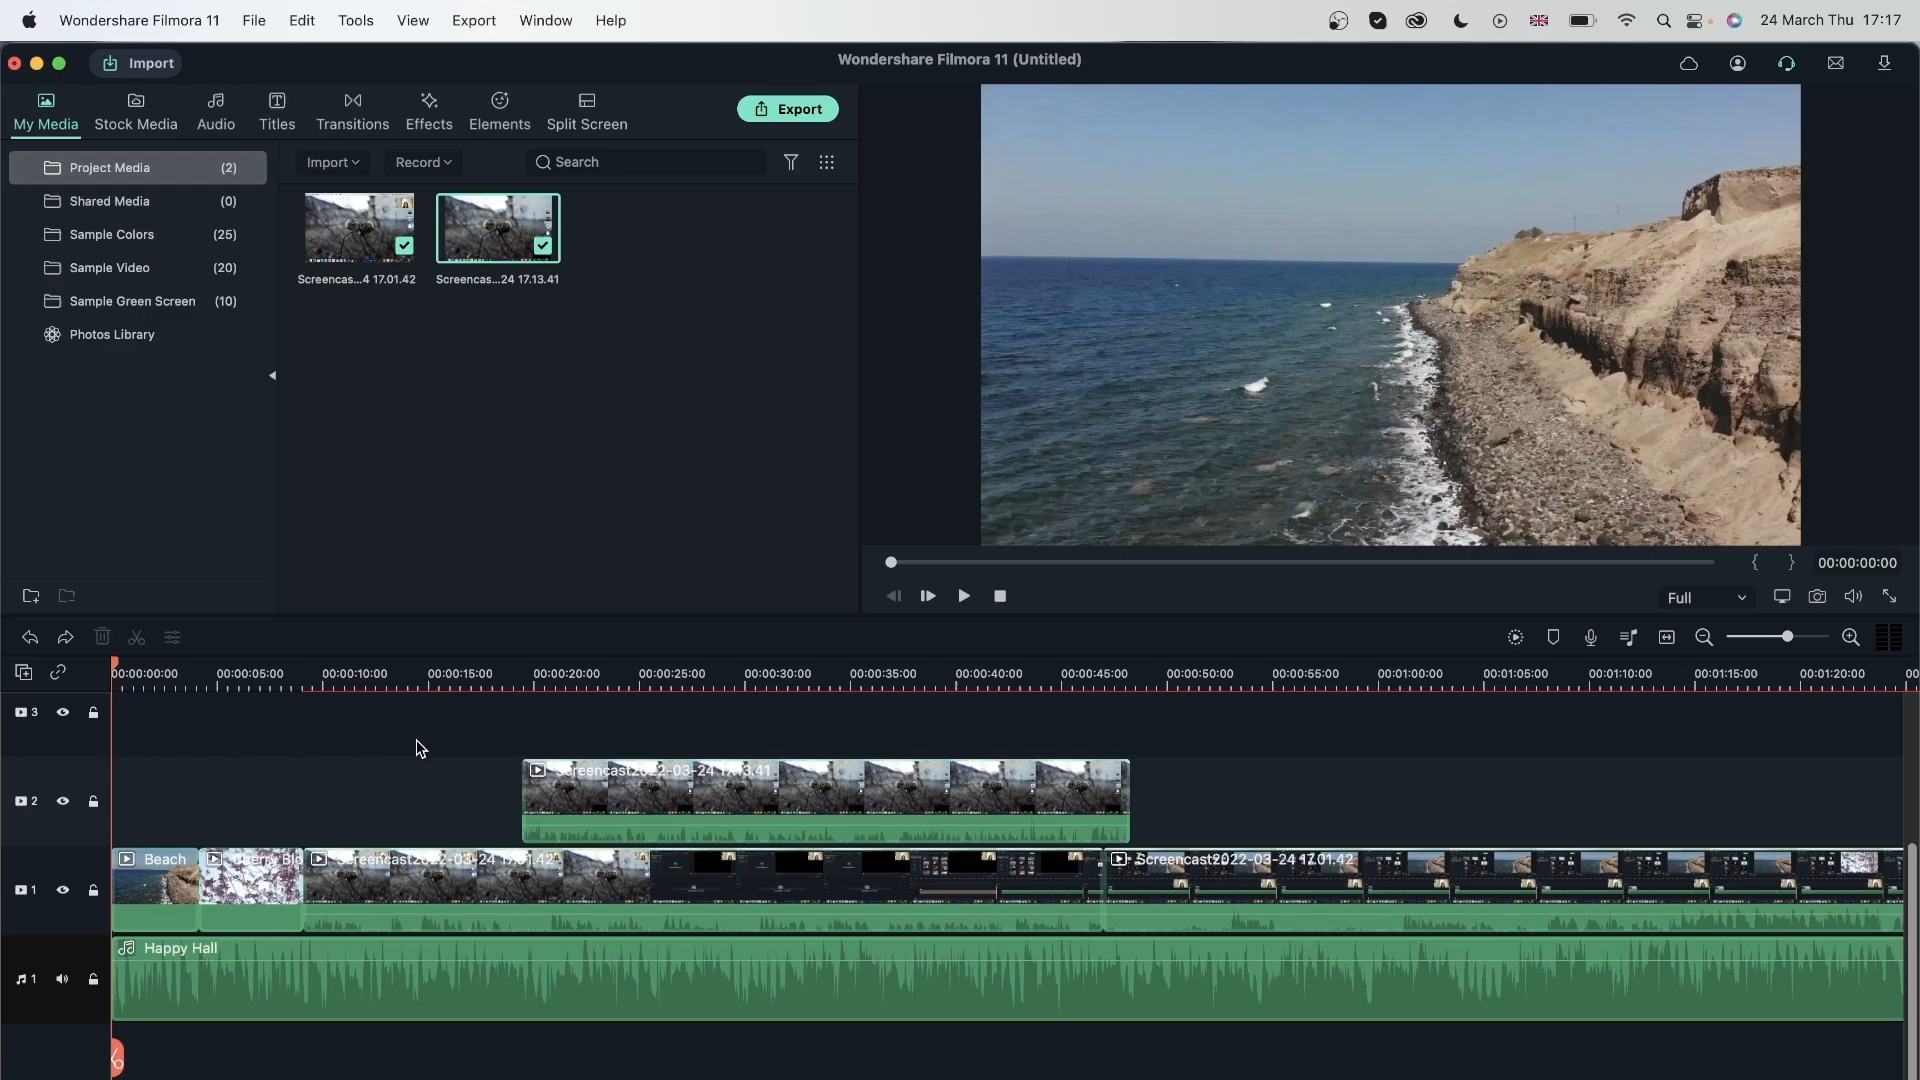 Wondershare Filmora 11 File Edit Tools View Export Window Help 24 March Thu 17:17
Import Wondershare Filmora 11 (Untitled)
My Media Stock Media Audio Titles Transitions Effects Elements Split Screen Export
Project Media (2)
Shared Media (0)
Sample Colors (25)
Sample Video (20)
Sample Green Screen (10)
Photos Library
Import Record Search
Screencas...4 17.01.42 Screencas...24 17.13.41
{ } 00:00:00:00
Full
00:00:00:00 00:00:05:00 00:00:10:00 00:00:15:00 00:00:20:00 00:00:25:00 00:00:30:00 00:00:35:00 00:00:40:00 00:00:45:00 00:00:50:00 00:00:55:00 00:01:00:00 00:01:05:00 00:01:10:00 00:01:15:00 00:01:20:00 00
3
2 Screencast2022-03-24 17.13.41
1 Beach Cherry Blo Screencast2022-03-24 17.01.42 Screencast2022-03-24 17.01.42
1 Happy Hall